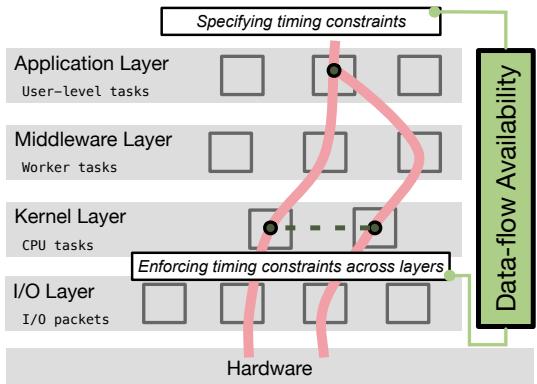 Specifying timing constraints
Application Layer
User-level tasks
Middleware Layer
Worker tasks
Kernel Layer
CPU tasks
Enforcing timing constraints across layers
I/O Layer
I/O packets
Hardware
Data-flow Availability